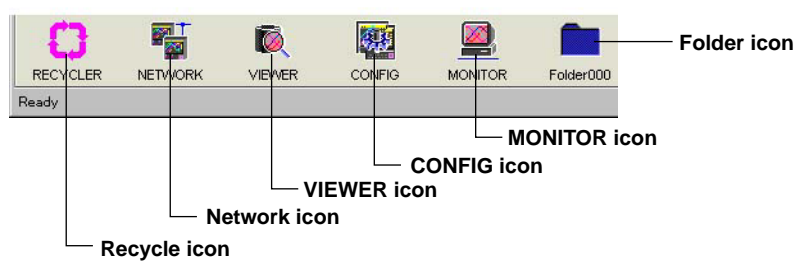 Folder icon
RECYCLER NETWORK VIEWER CONFIG MONITOR Folder000
Ready
MONITOR icon
CONFIG icon
VIEWER icon
Network icon
Recycle icon